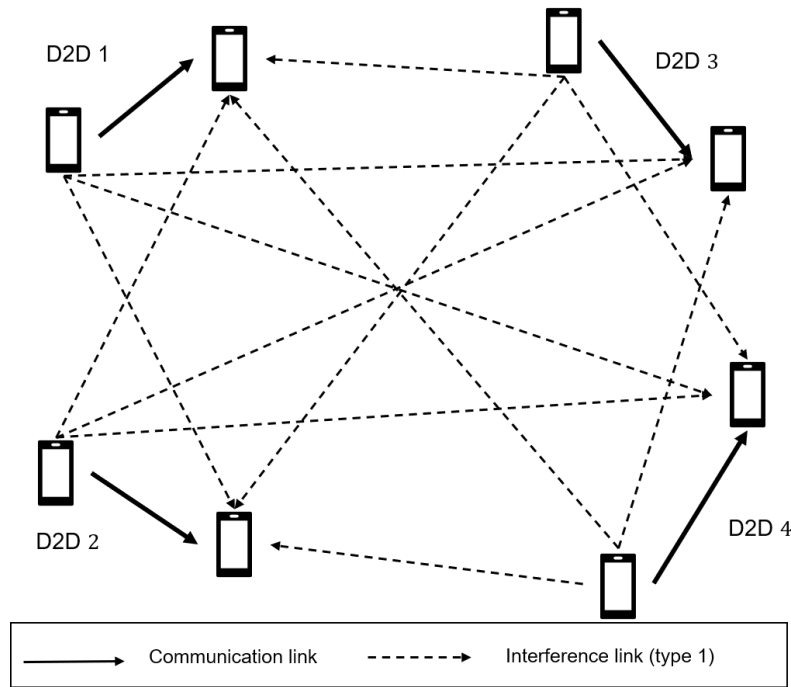 D2D 1
D2D 3
D2D 2
D2D 4
Communication link
Interference link (type 1)